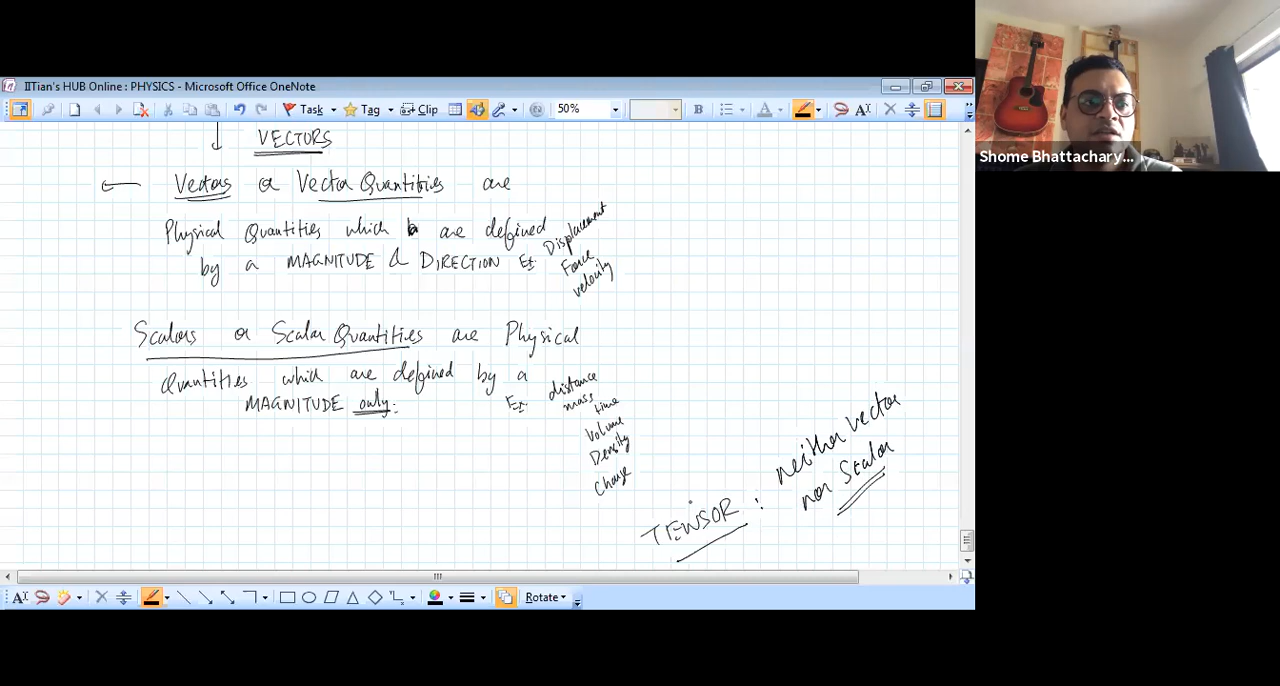 IITian's HUB Online : PHYSICS - Microsoft Office OneNote
Task Tag Clip 50% B
VECTORS
Vectors or Vector Quantities are
Physical Quantities which are defined
by a MAGNITUDE & DIRECTION Ex:
Displacement
Force
velocity
Scalars or Scalar Quantities are Physical
Quantities which are defined by a
MAGNITUDE only.
Ex:
distance
mass
time
Volume
Density
Charge
TENSOR : neither vector
nor Scalar
Rotate
Shome Bhattachary...